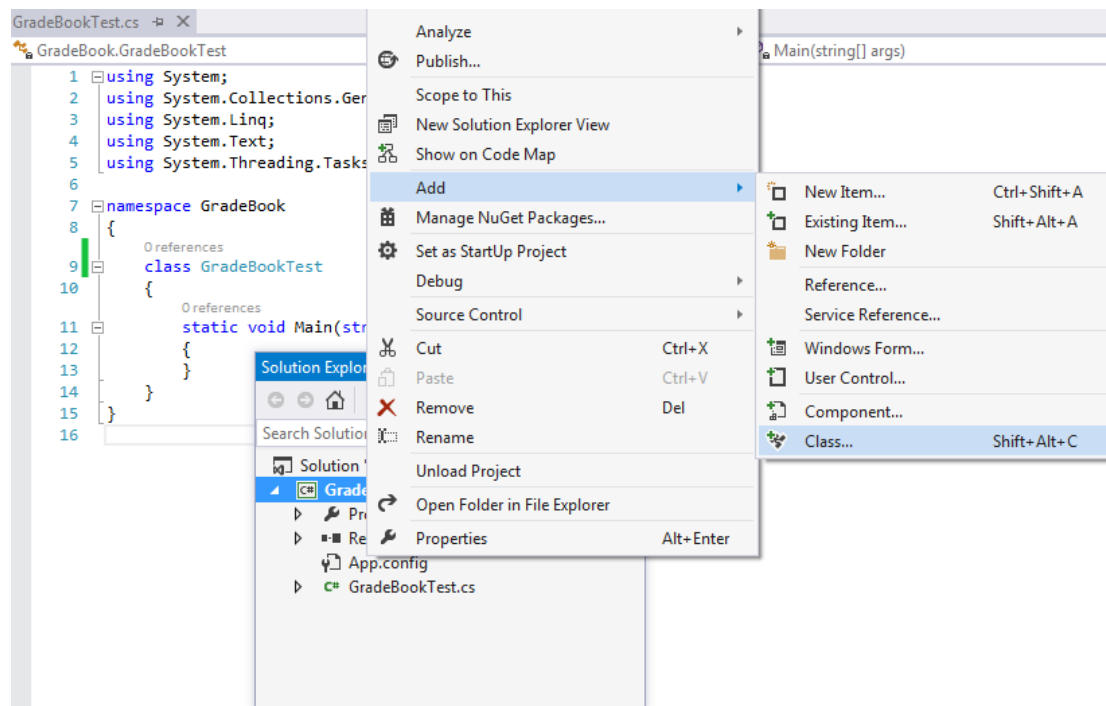 GradeBookTest.cs
GradeBook.GradeBookTest
Main(string[] args)
1 using System;
2 using System.Collections.Ger
3 using System.Linq;
4 using System.Text;
5 using System.Threading.Tasks
6
7 namespace GradeBook
8 {
0 references
9 class GradeBookTest
10 {
0 references
11 static void Main(str
12 {
13 }
14 }
15 }
16
Solution Explor
Search Solution
Solution '
C# Grade
Pr
Re
App.config
C# GradeBookTest.cs
Analyze
Publish...
Scope to This
New Solution Explorer View
Show on Code Map
Add
Manage NuGet Packages...
Set as StartUp Project
Debug
Source Control
Cut Ctrl+X
Paste Ctrl+V
Remove Del
Rename
Unload Project
Open Folder in File Explorer
Properties Alt+Enter
New Item... Ctrl+Shift+A
Existing Item... Shift+Alt+A
New Folder
Reference...
Service Reference...
Windows Form...
User Control...
Component...
Class... Shift+Alt+C